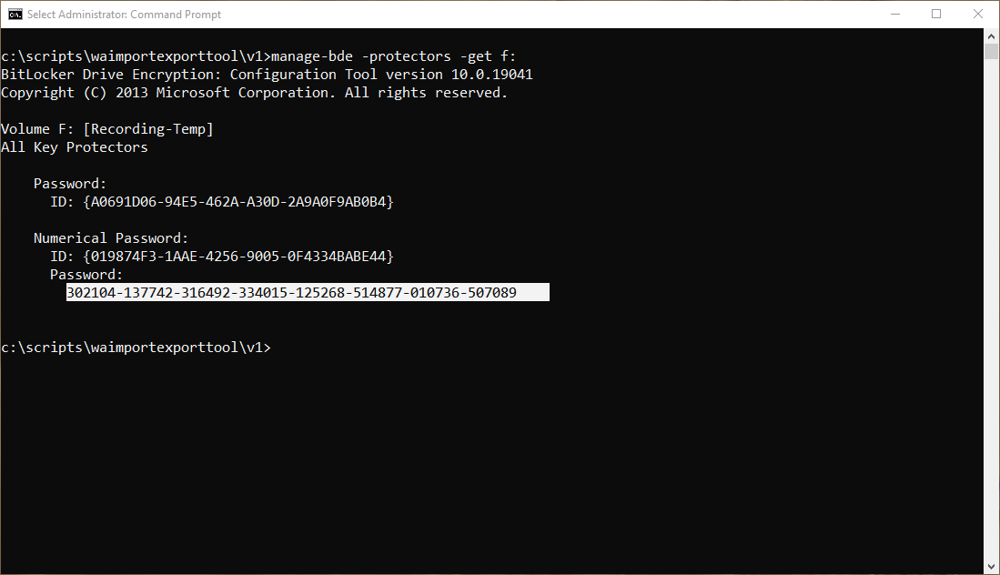 Select Administrator: Command Prompt
c:\scripts\waimportexporttool\v1>manage-bde -protectors -get f:
BitLocker Drive Encryption: Configuration Tool version 10.0.19041
Copyright (C) 2013 Microsoft Corporation. All rights reserved.
Volume F: [Recording-Temp]
All Key Protectors
Password:
ID: {A0691D06-94E5-462A-A30D-2A9A0F9AB0B4}
Numerical Password:
ID: {019874F3-1AAE-4256-9005-0F4334BABE44}
Password:
302104-137742-316492-334015-125268-514877-010736-507089
c:\scripts\waimportexporttool\v1>